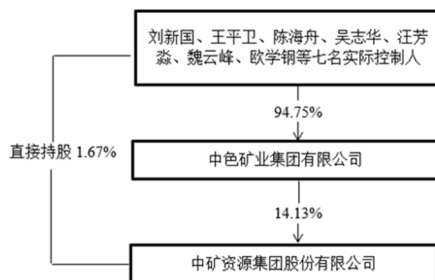 刘新国、王平卫、陈海舟、吴志华、汪芳
淼、魏云峰、欧学钢等七名实际控制人
94.75%
直接持股 1.67%
中色矿业集团有限公司
14.13%
中矿资源集团股份有限公司